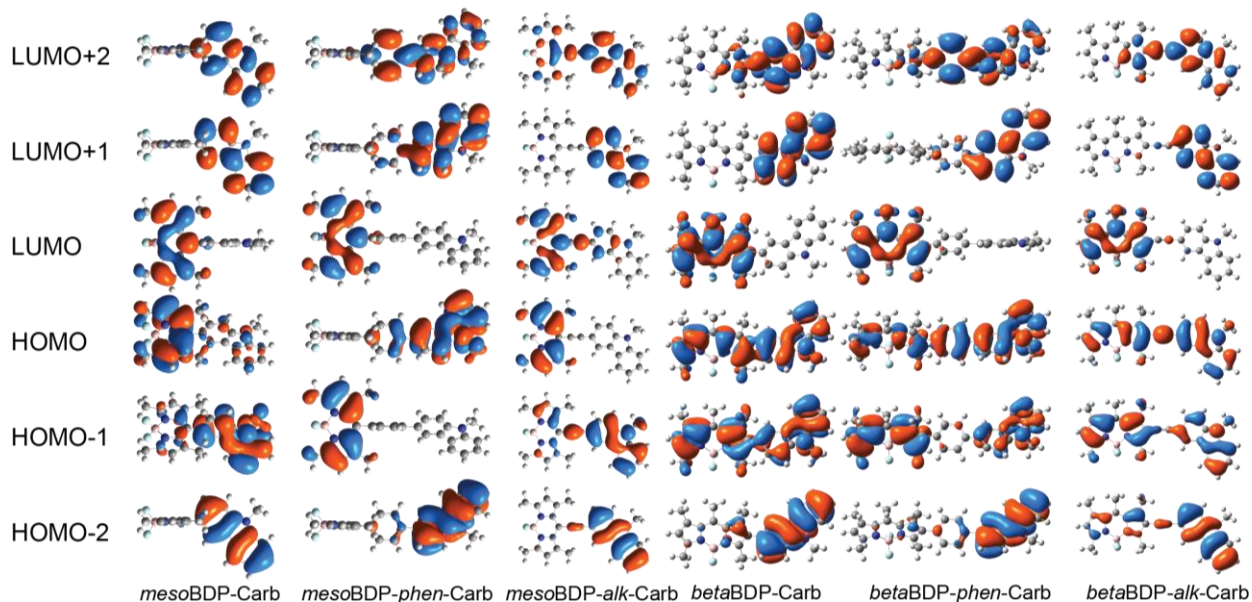 LUMO+2
LUMO+1
LUMO
HOMO
HOMO-1
HOMO-2
mesoBDP-Carb mesoBDP-phen-Carb mesoBDP-alk-Carb betaBDP-Carb betaBDP-phen-Carb betaBDP-alk-Carb